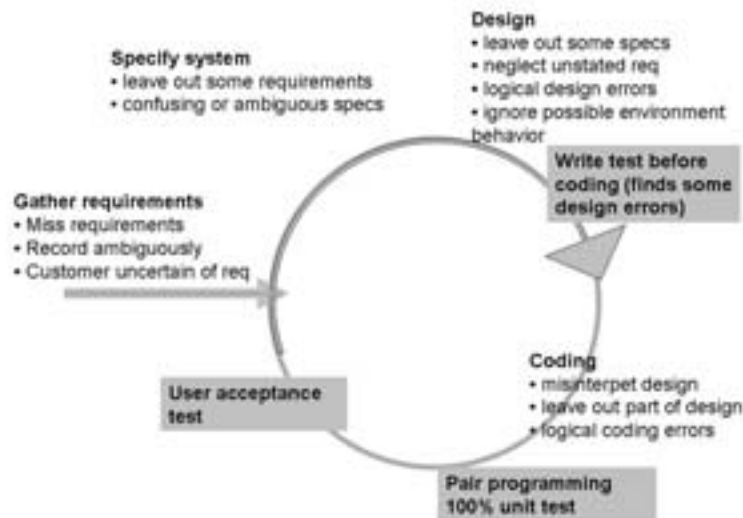 Design
• leave out some specs
• neglect unstated req
• logical design errors
• ignore possible environment
behavior
Specify system
• leave out some requirements
• confusing or ambiguous specs
Write test before
coding (finds some
design errors)
Gather requirements
• Miss requirements
• Record ambiguously
• Customer uncertain of req
Coding
• misinterpet design
• leave out part of design
• logical coding errors
User acceptance
test
Pair programming
100% unit test